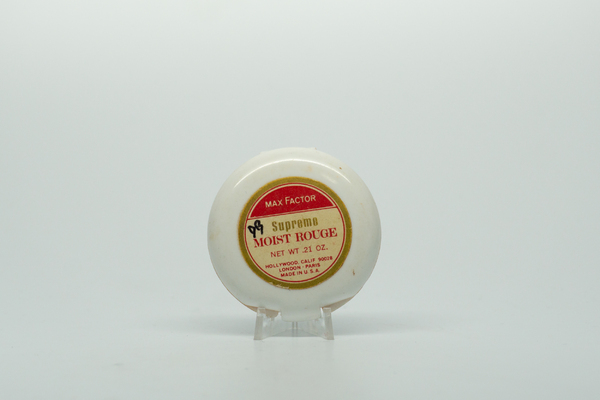 MAX FACTOR
Supreme
MOIST ROUGE
NET WT .21 OZ.
HOLLYWOOD, CALIF 90028
LONDON · PARIS
MADE IN U.S.A.